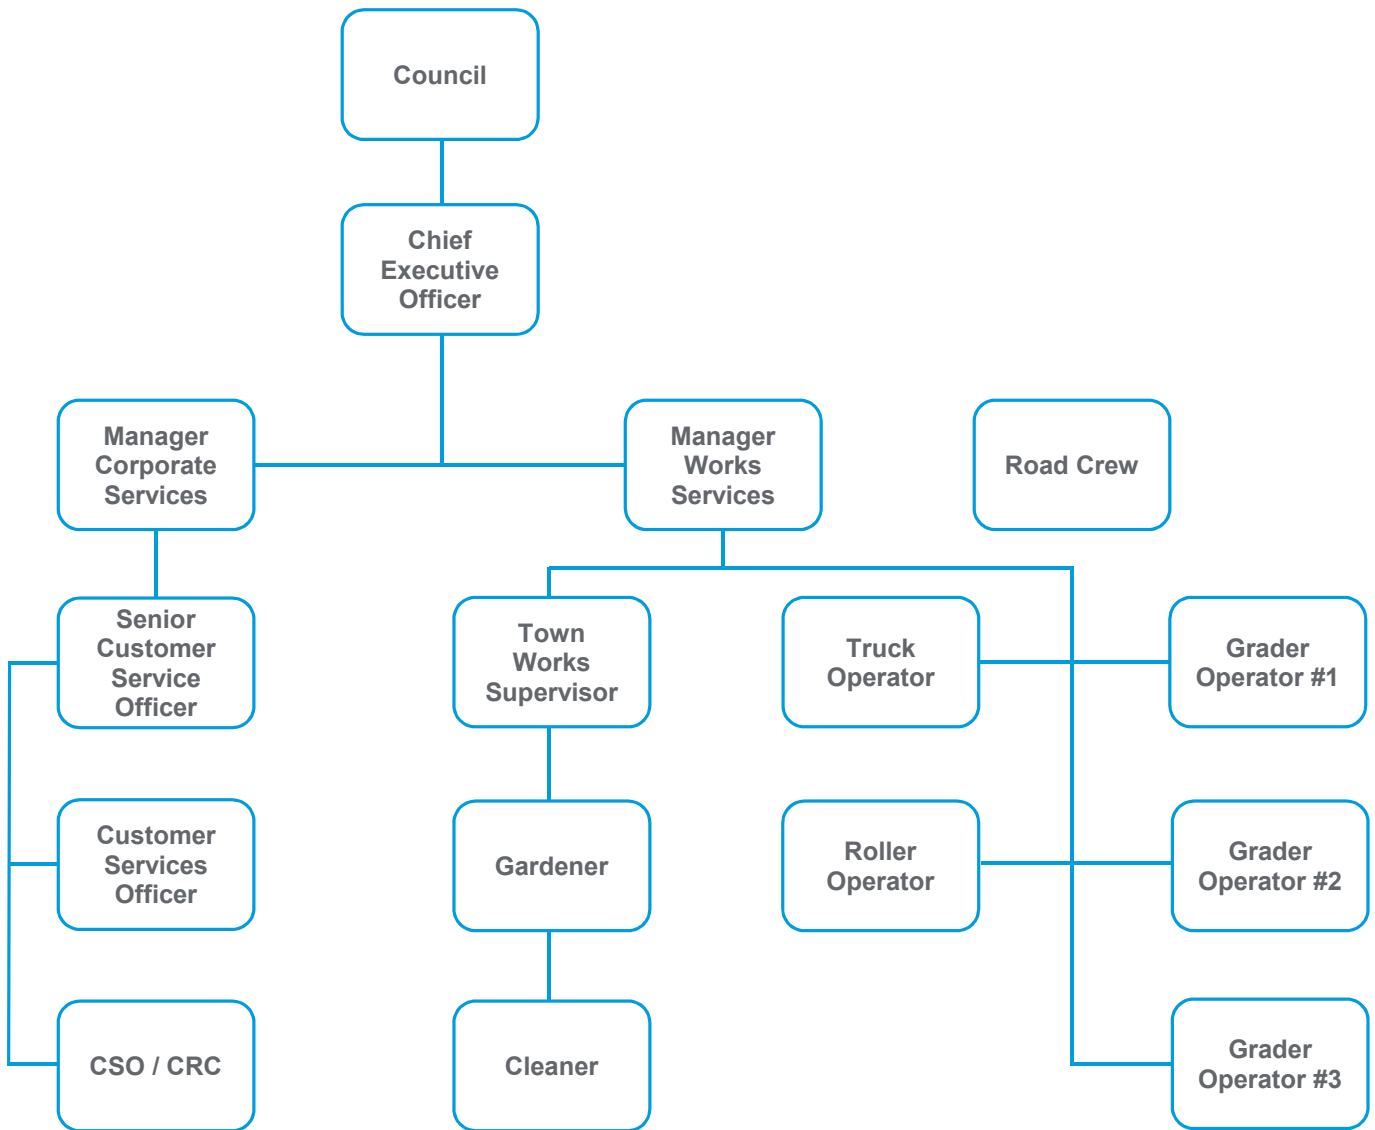 Council
Chief
Executive
Officer
Manager
Corporate
Services
Manager
Works
Services
Road Crew
Senior
Customer
Service
Officer
Town
Works
Supervisor
Truck
Operator
Grader
Operator #1
Customer
Services
Officer
Gardener
Roller
Operator
Grader
Operator #2
CSO / CRC
Cleaner
Grader
Operator #3